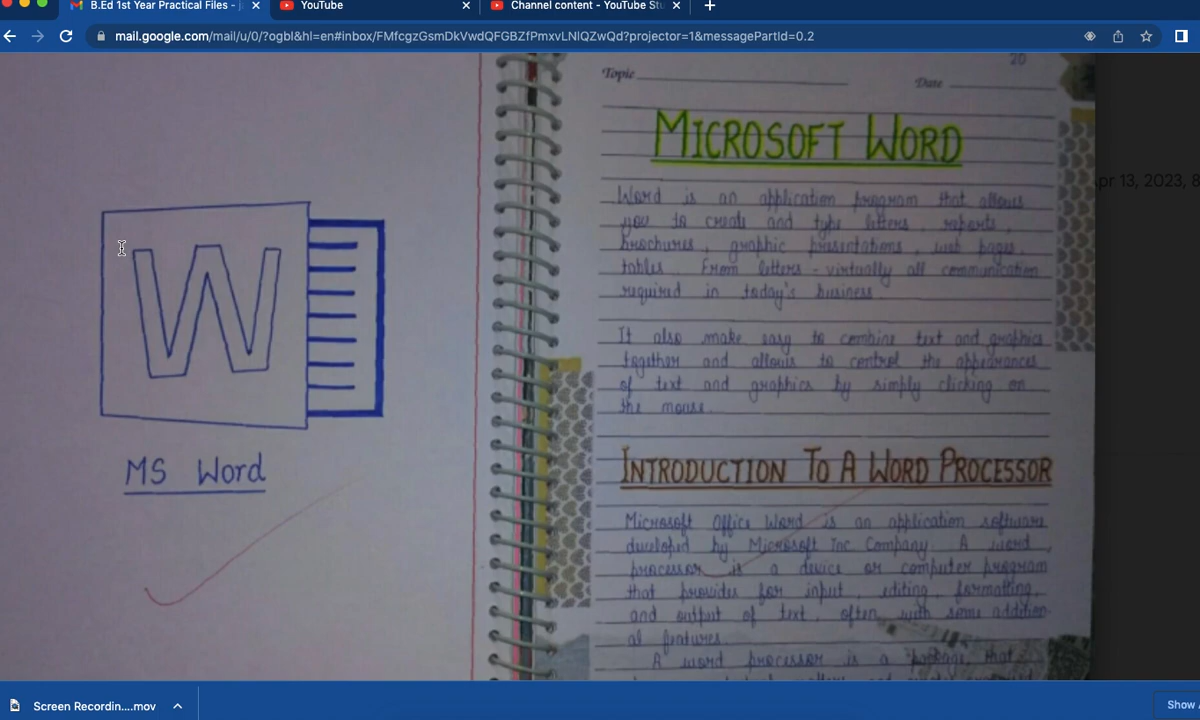 B.Ed 1st Year Practical Files -
YouTube
Channel content - YouTube Stu
mail.google.com/mail/u/0/?ogbl&hl=en#inbox/FMfcgzGsmDkVwdQFGBZfPmxvLNlQZwQd?projector=1&messagePartId=0.2
W
MS Word
20
Topic
Date
MICROSOFT WORD
Word is an application program that allows
you to create and type letters, reports,
brochures, graphic presentations, web pages,
tables. From letters - virtually all communication
required in today's business.
It also make easy to combine text and graphics
together and allows to control the appearances
of text and graphics by simply clicking on
the mouse.
INTRODUCTION TO A WORD PROCESSOR
Microsoft Office Word is an application software
developed by Microsoft Inc Company. A word
processor is a device or computer program
that provides for input, editing, formatting,
and output of text, often with some addition
al features.
A word processor is a "package, that
Apr 13, 2023, 8
Screen Recordin....mov
Show